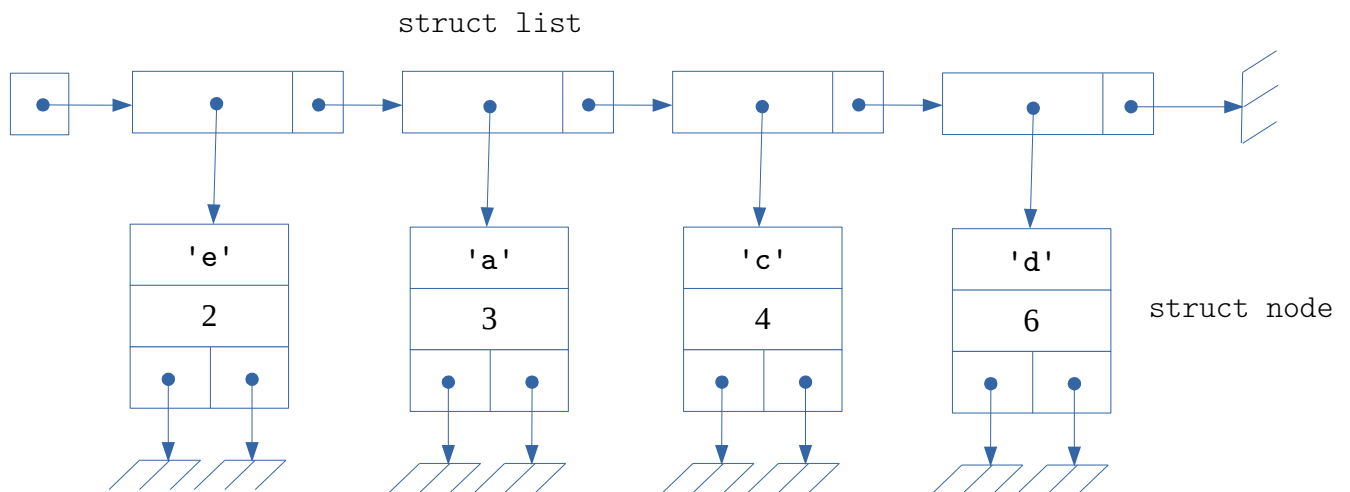 struct list
'e' 'a' 'c' 'd'
2 3 4 6
struct node